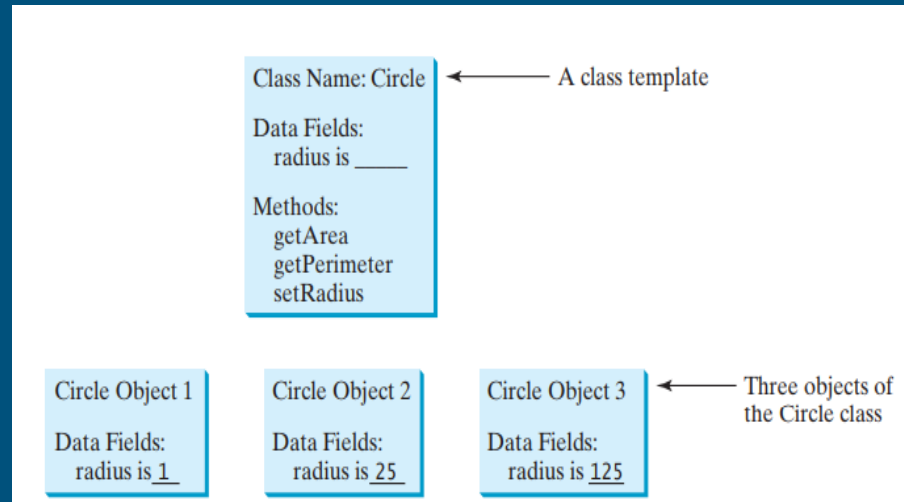 Class Name: Circle
A class template
Data Fields:
radius is _____
Methods:
getArea
getPerimeter
setRadius
Circle Object 1
Data Fields:
radius is 1
Circle Object 2
Data Fields:
radius is 25
Circle Object 3
Data Fields:
radius is 125
Three objects of
the Circle class